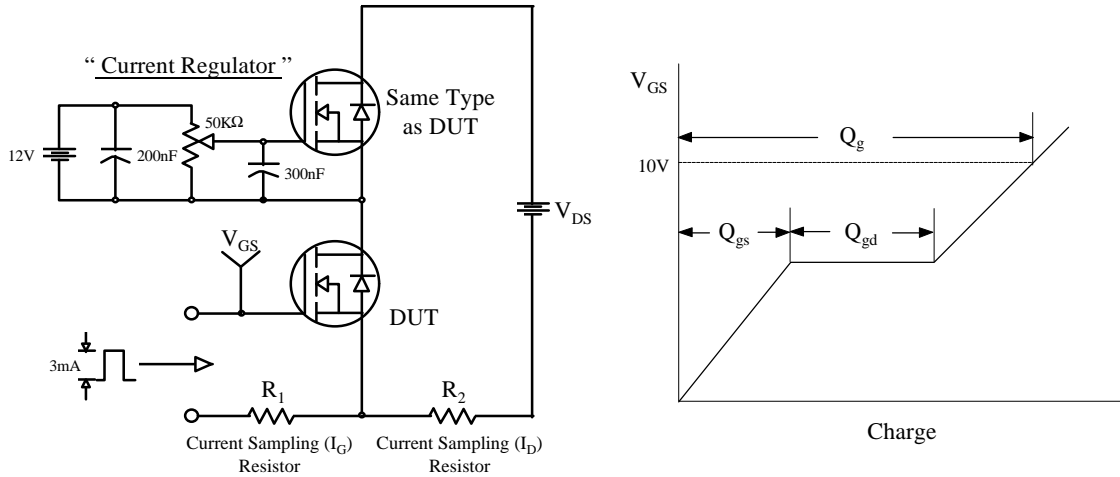 “ Current Regulator ”
12V
200nF
50KΩ
300nF
Same Type
as DUT
V_DS
V_GS
DUT
3mA
R_1
R_2
Current Sampling (I_G)
Resistor
Current Sampling (I_D)
Resistor
V_GS
Q_g
10V
Q_gs
Q_gd
Charge